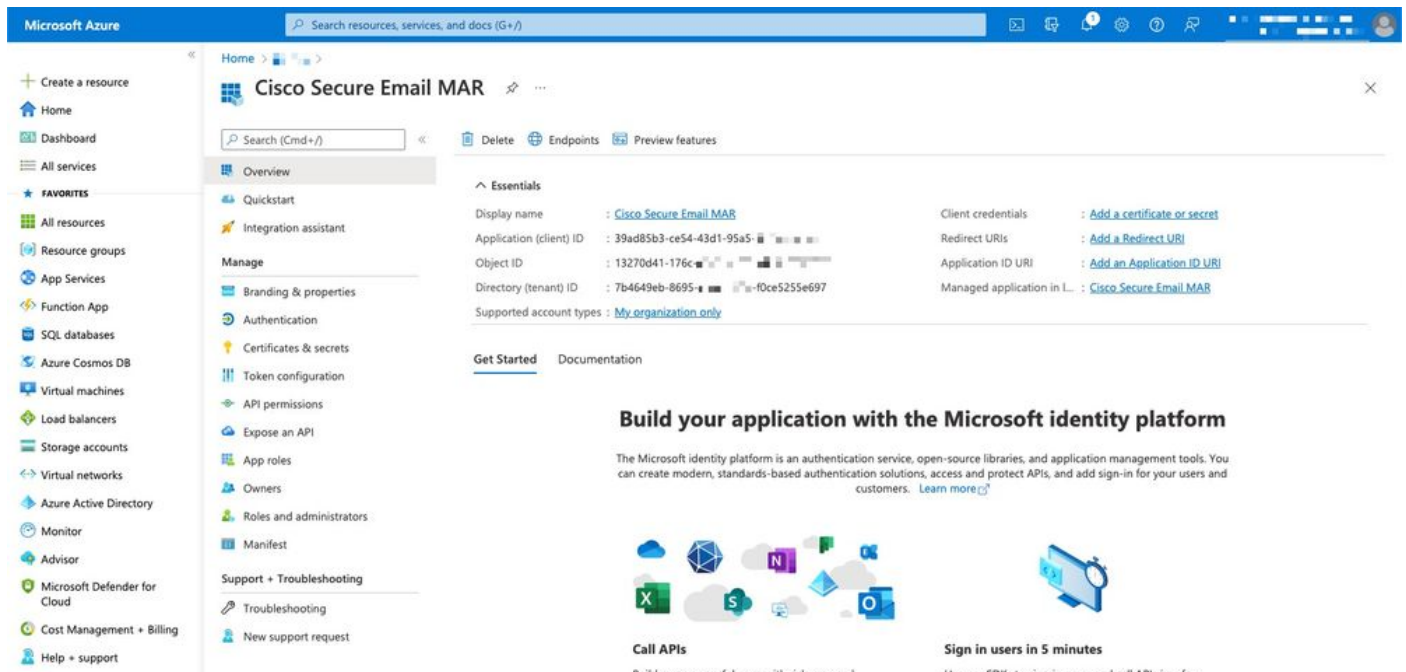 Microsoft Azure
Search resources, services, and docs (G+/)
1
Create a resource
Home
Dashboard
All services
FAVORITES
All resources
Resource groups
App Services
Function App
SQL databases
Azure Cosmos DB
Virtual machines
Load balancers
Storage accounts
Virtual networks
Azure Active Directory
Monitor
Advisor
Microsoft Defender for
Cloud
Cost Management + Billing
Help + support
Home >
Cisco Secure Email MAR
Search (Cmd+/)
Overview
Quickstart
Integration assistant
Manage
Branding & properties
Authentication
Certificates & secrets
Token configuration
API permissions
Expose an API
App roles
Owners
Roles and administrators
Manifest
Support + Troubleshooting
Troubleshooting
New support request
Delete Endpoints Preview features
Essentials
Display name : Cisco Secure Email MAR
Application (client) ID : 39ad85b3-ce54-43d1-95a5-
Object ID : 13270d41-176c-
Directory (tenant) ID : 7b4649eb-8695- -f0ce5255e697
Supported account types : My organization only
Client credentials : Add a certificate or secret
Redirect URIs : Add a Redirect URI
Application ID URI : Add an Application ID URI
Managed application in l... : Cisco Secure Email MAR
Get Started Documentation
Build your application with the Microsoft identity platform
The Microsoft identity platform is an authentication service, open-source libraries, and application management tools. You
can create modern, standards-based authentication solutions, access and protect APIs, and add sign-in for your users and
customers. Learn more
Call APIs
Sign in users in 5 minutes